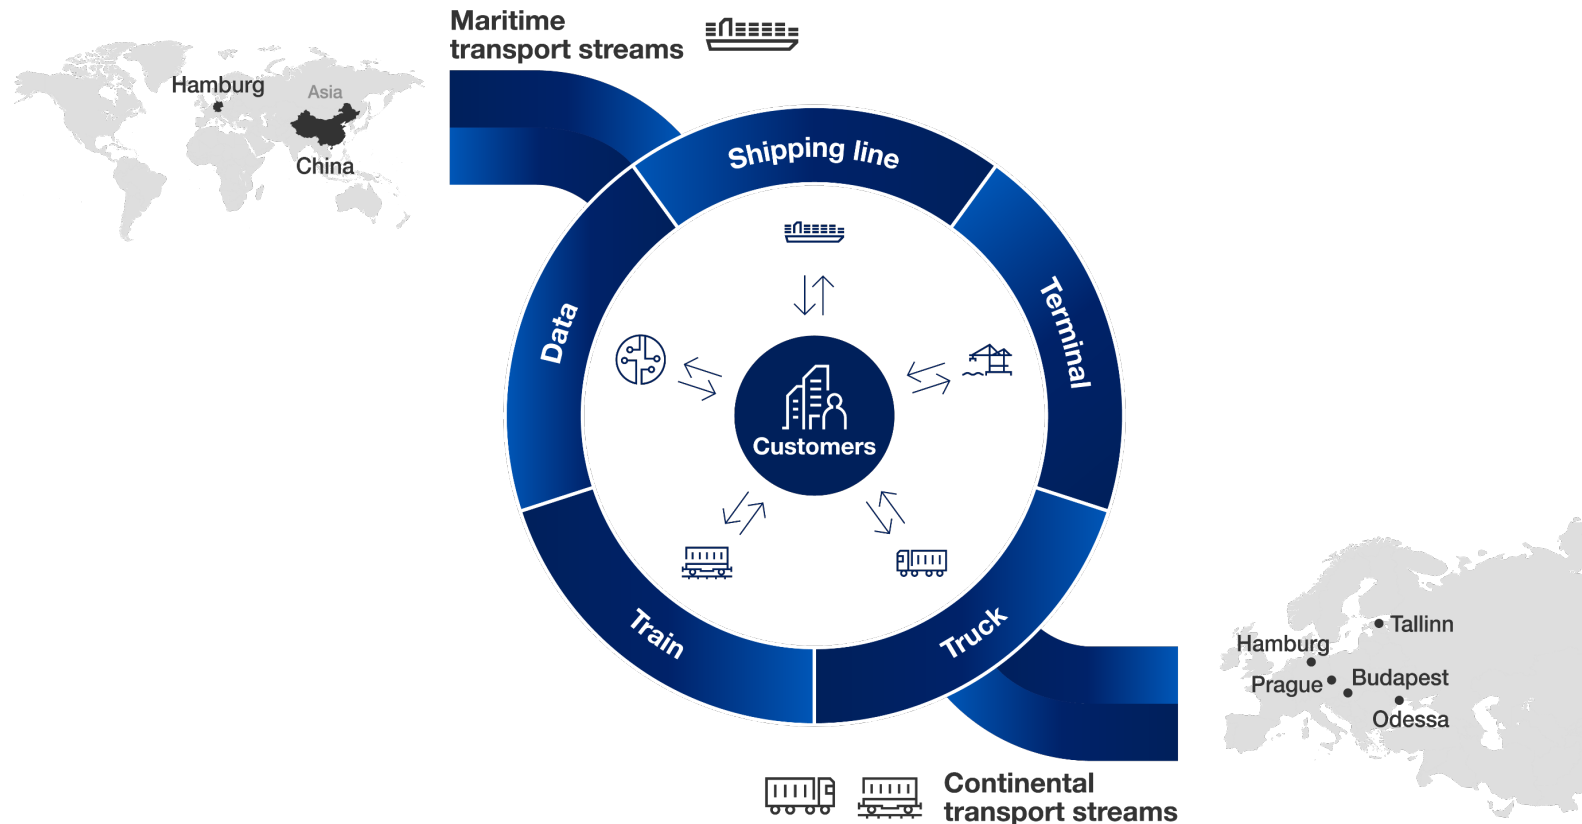 Maritime
transport streams
Hamburg
Asia
China
Shipping line
Terminal
Data
Customers
Train
Truck
Tallinn
Hamburg
Prague
Budapest
Odessa
Continental
transport streams